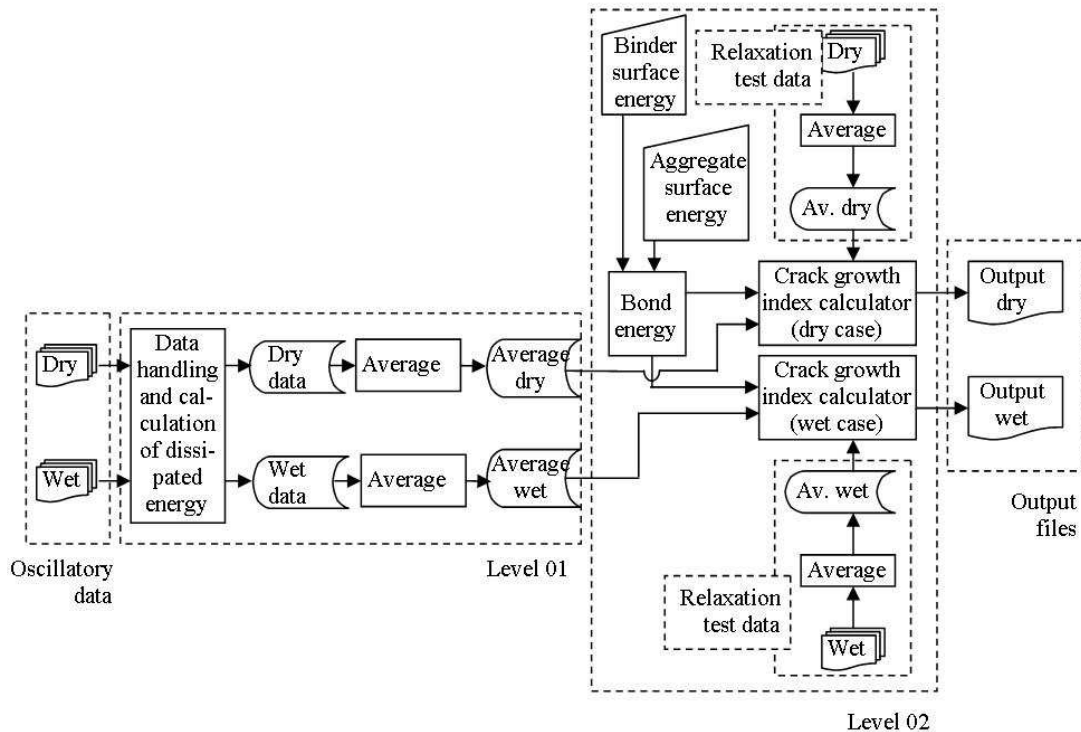 Binder
surface
energy
Relaxation
test data
Dry
Average
Av. dry
Aggregate
surface
energy
Bond
energy
Crack growth
index calculator
(dry case)
Output
dry
Dry
Data
handling
and cal-
culation
of dissi-
pated
energy
Dry
data
Average
Average
dry
Crack growth
index calculator
(wet case)
Output
wet
Wet
Wet
data
Average
Average
wet
Av. wet
Output
files
Oscillatory
data
Level 01
Average
Relaxation
test data
Wet
Level 02